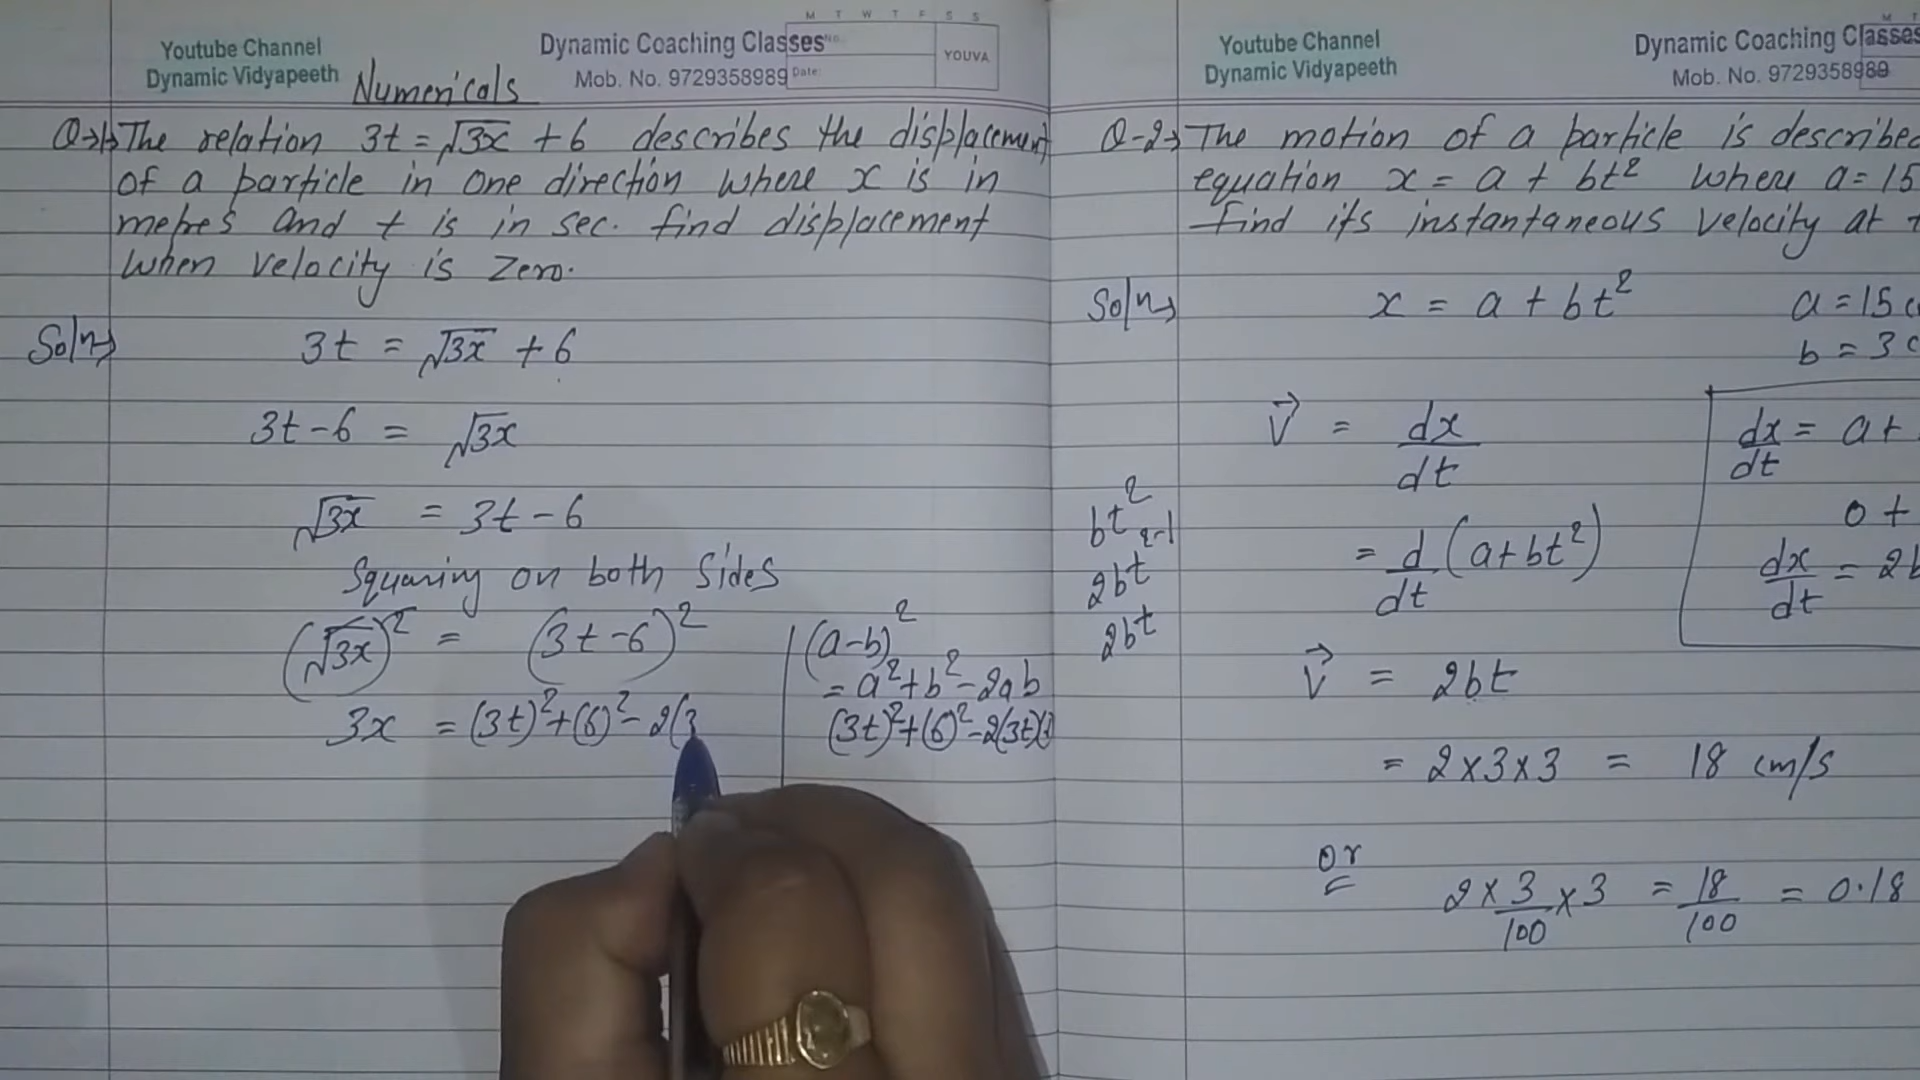 M T W T F S S
Youtube Channel
Dynamic Vidyapeeth
Dynamic Coaching Classes
Mob. No. 9729358989
No.
Date:
YOUVA
Numericals
Q→1→ The relation 3t = √3x + 6 describes the displacement
of a particle in one direction where x is in
metres and t is in sec. find displacement
when velocity is zero.
Soln→
3t = √3x + 6
3t - 6 = √3x
√3x = 3t - 6
Squaring on both sides
(√3x)² = (3t - 6)²
3x = (3t)² + (6)² - 2(3
(a-b)²
= a² + b² - 2ab
(3t)² + (6)² - 2(3t)(
Youtube Channel
Dynamic Vidyapeeth
Dynamic Coaching Classes
Mob. No. 9729358989
M T
Q-2→ The motion of a particle is described
equation x = a + bt² where a = 15
find its instantaneous velocity at t
Soln→
x = a + bt²
a = 15 c
b = 3 c
V⃗ = dx/dt
= d/dt (a+bt²)
bt²
2-1
2bt
2bt
dx/dt = a +
0 +
dx/dt = 2b
V⃗ = 2bt
= 2×3×3 = 18 cm/s
or
2 × 3/100 × 3 = 18/100 = 0.18